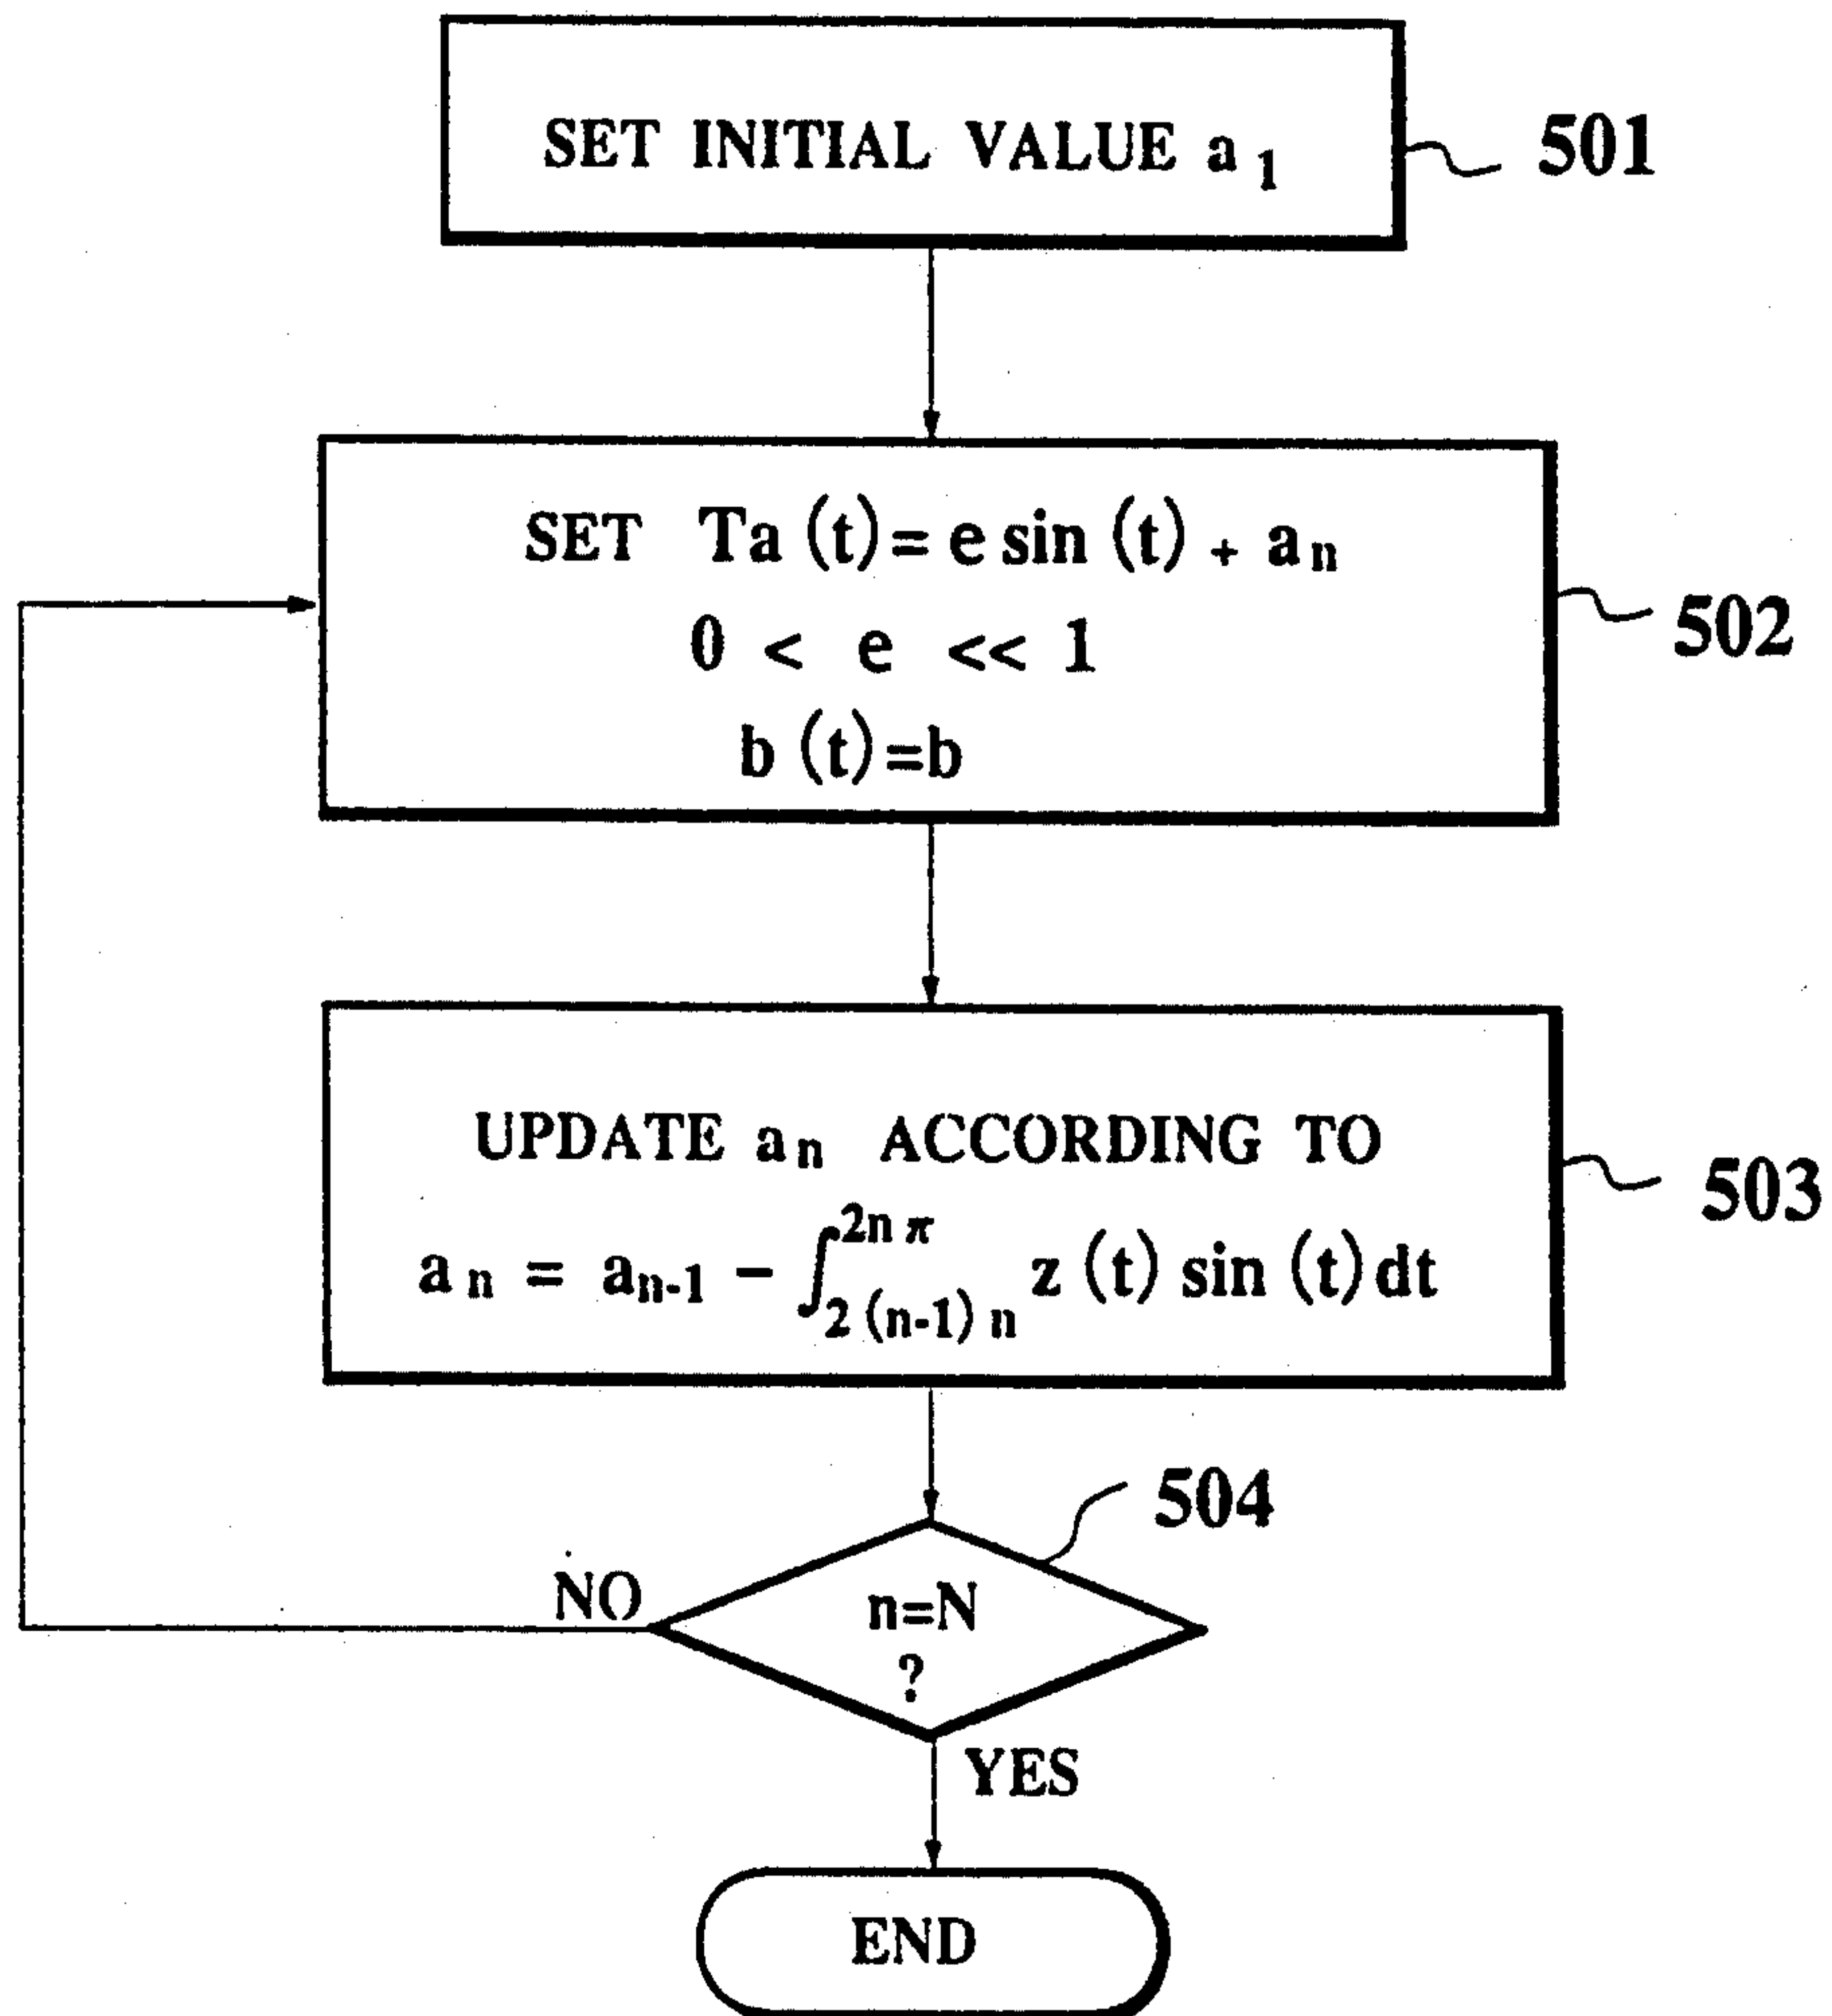 SET INITIAL VALUE a₁
501
SET Ta (t) = e sin (t) + aₙ
0 < e << 1
b (t) = b
502
UPDATE aₙ ACCORDING TO
aₙ = aₙ₋₁ − ∫_{2 (n-1) n}^{2n π} z (t) sin (t) dt
503
504
n=N
?
NO
YES
END